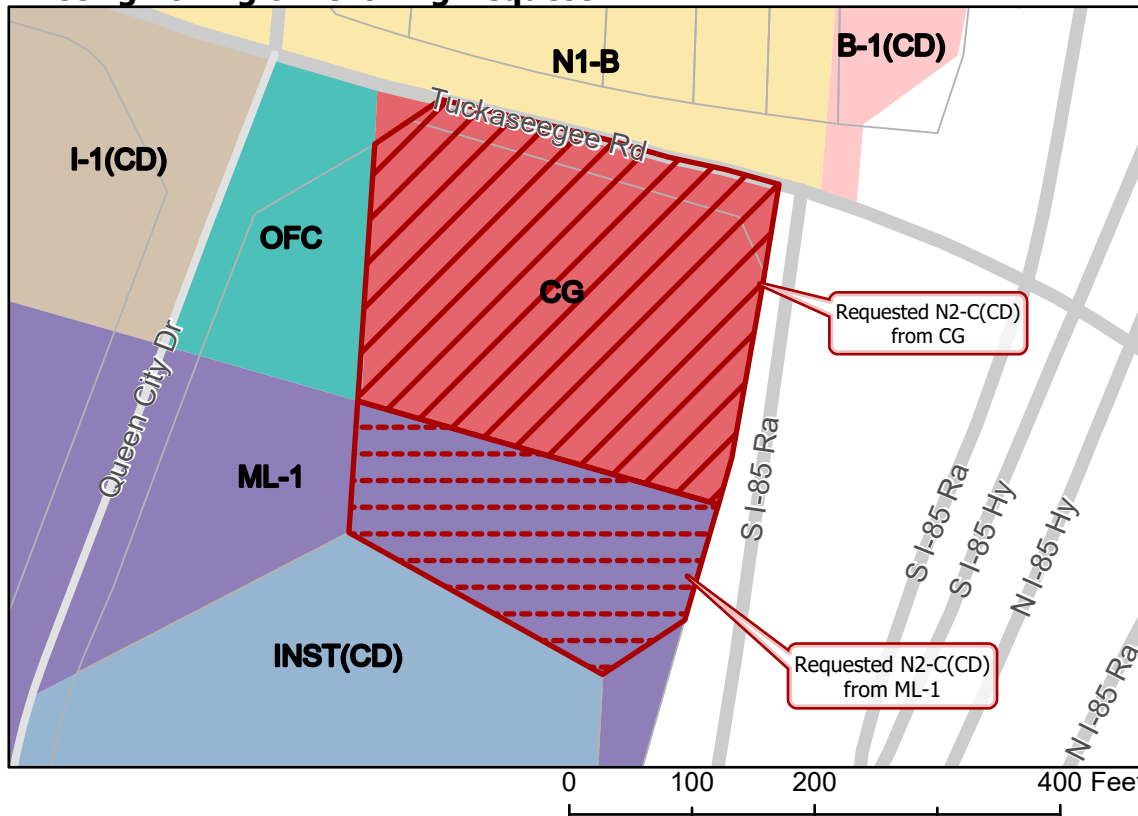 N1-B
B-1(CD)
Tuckaseegee Rd
I-1(CD)
OFC
CG
Requested N2-C(CD)
from CG
Queen City Dr
ML-1
S I-85 Ra
S I-85 Ra
S I-85 Hy
N I-85 Hy
INST(CD)
Requested N2-C(CD)
from ML-1
N I-85 Ra
0 100 200 400 Feet